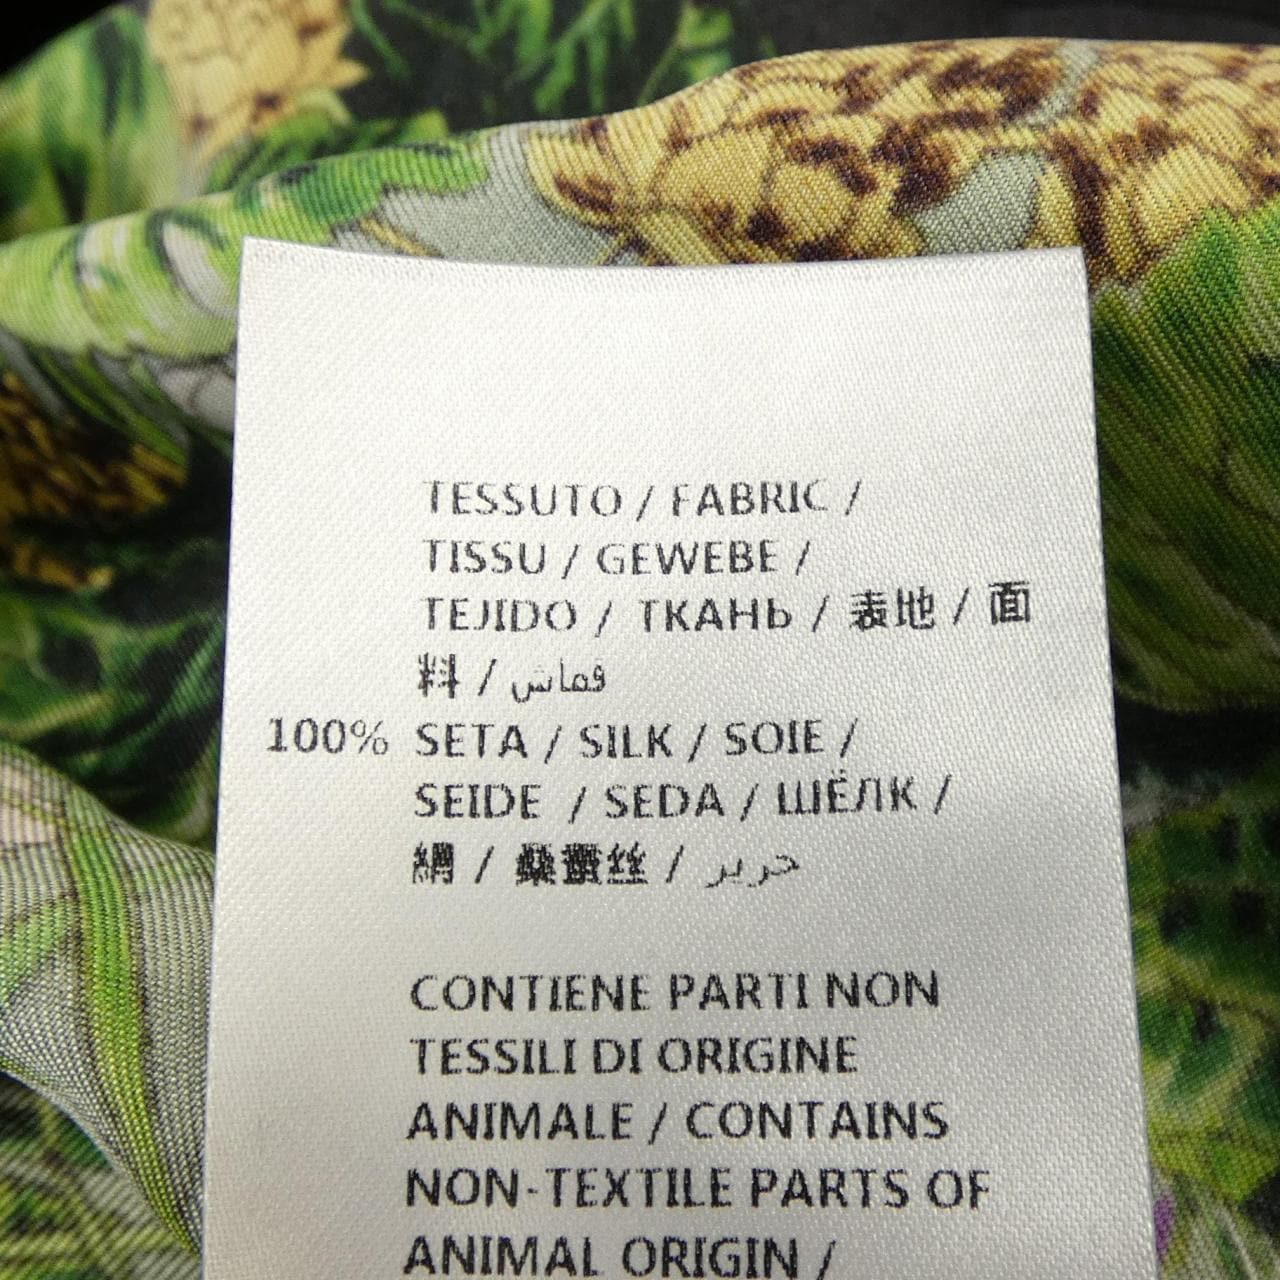 TESSUTO / FABRIC /
TISSU / GEWEBE /
TEJIDO / ТКАНЬ / 表地 / 面
料 / قماش
100% SETA / SILK / SOIE /
SEIDE / SEDA / ШЁЛК /
絹 / 桑蚕丝 / حرير
CONTIENE PARTI NON
TESSILI DI ORIGINE
ANIMALE / CONTAINS
NON-TEXTILE PARTS OF
ANIMAL ORIGIN /